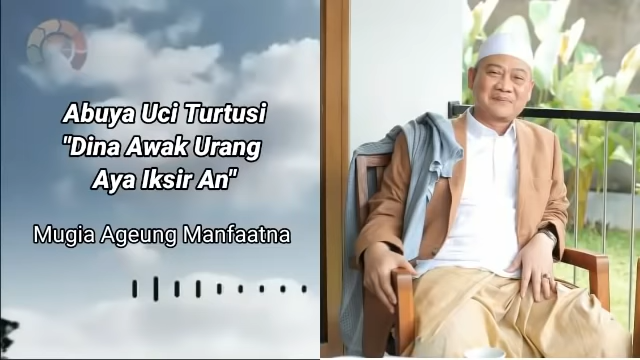 Abuya Uci Turtusi
"Dina Awak Urang
Aya Iksir An"
Mugia Ageung Manfaatna